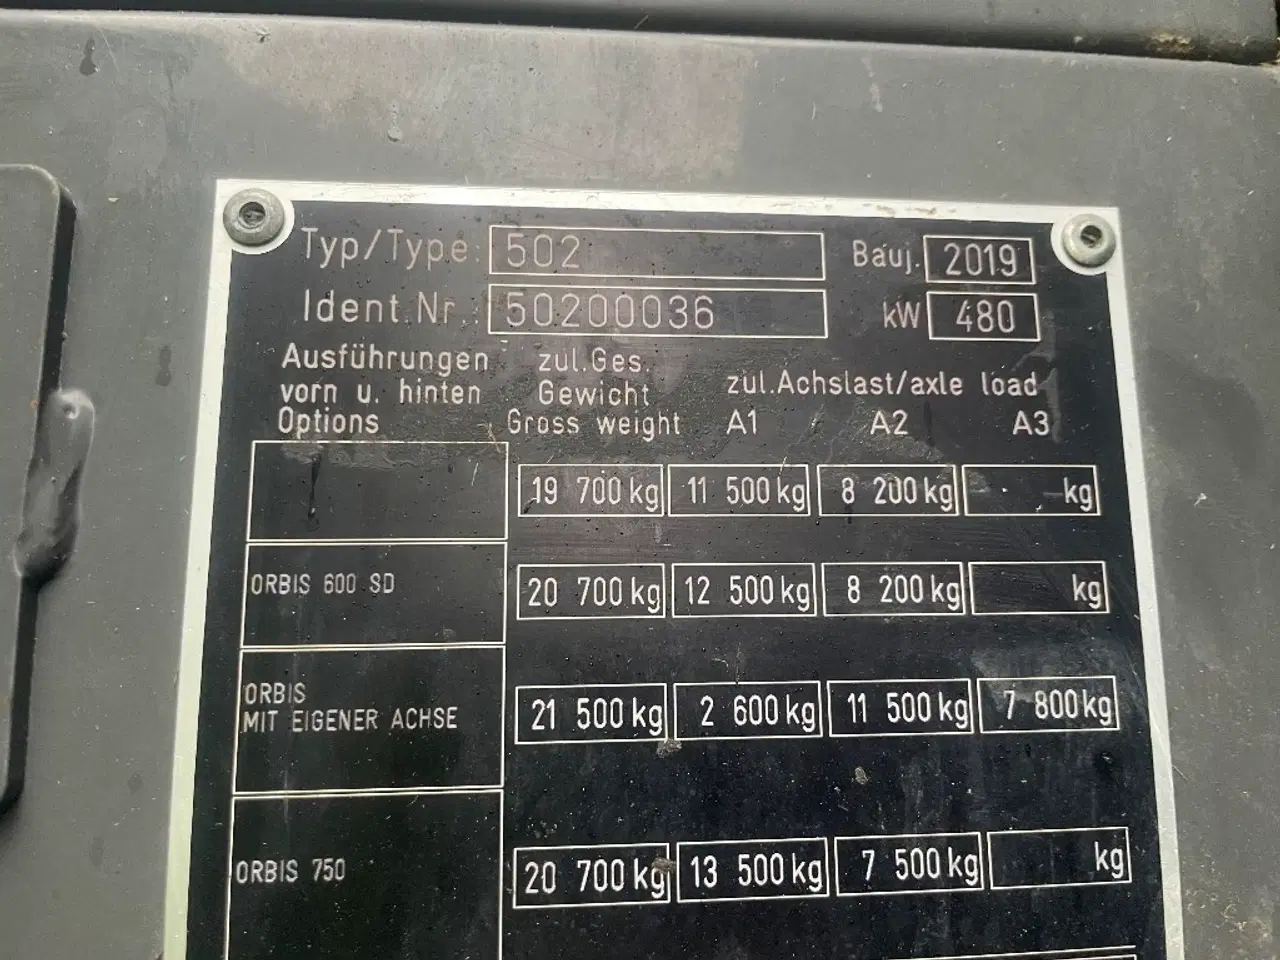 Typ/Type: 502 Bauj. 2019
Ident.Nr.: 50200036 kW 480
Ausführungen zul.Ges.
vorn u. hinten Gewicht zul.Achslast/axle load
Options Gross weight A1 A2 A3
19 700 kg 11 500 kg 8 200 kg kg
ORBIS 600 SD 20 700 kg 12 500 kg 8 200 kg kg
ORBIS
MIT EIGENER ACHSE 21 500 kg 2 600 kg 11 500 kg 7 800 kg
ORBIS 750 20 700 kg 13 500 kg 7 500 kg kg